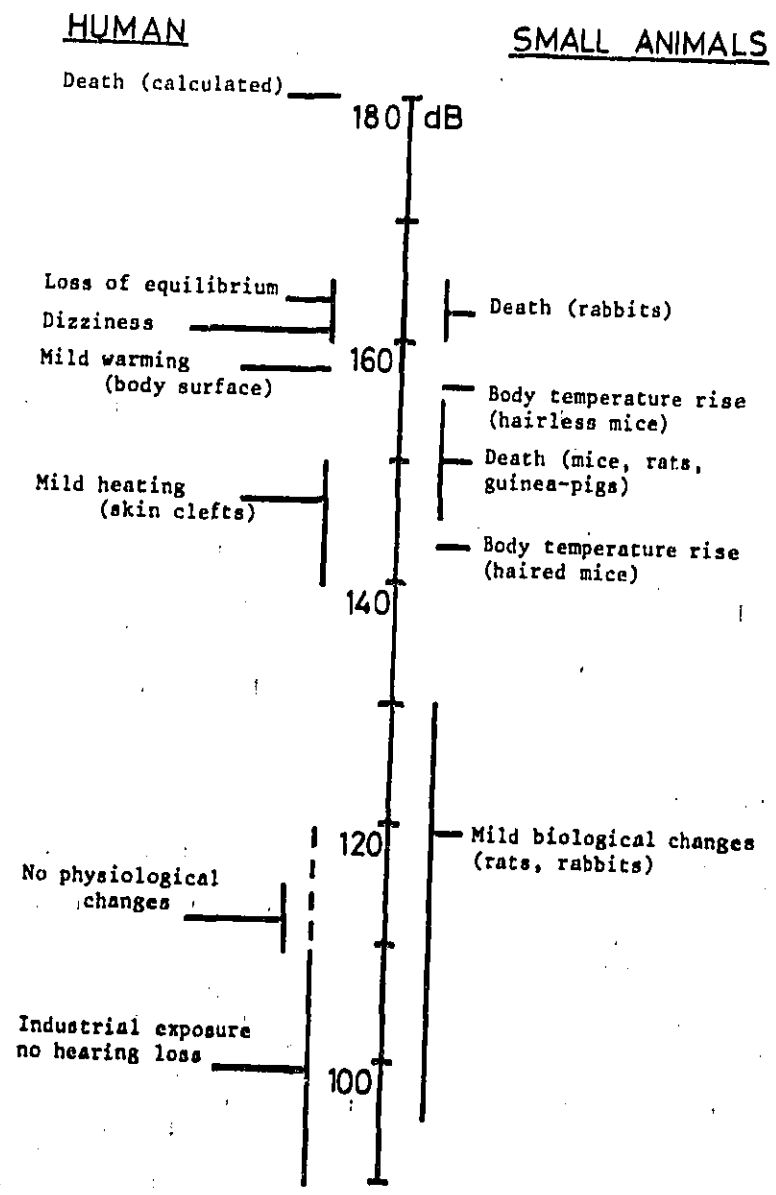 HUMAN
SMALL ANIMALS
Death (calculated)
180 dB
Loss of equilibrium
Dizziness
Death (rabbits)
160
Mild warming
(body surface)
Body temperature rise
(hairless mice)
Death (mice, rats,
guinea-pigs)
Mild heating
(skin clefts)
Body temperature rise
(haired mice)
140
120
Mild biological changes
(rats, rabbits)
No physiological
changes
Industrial exposure
no hearing loss
100